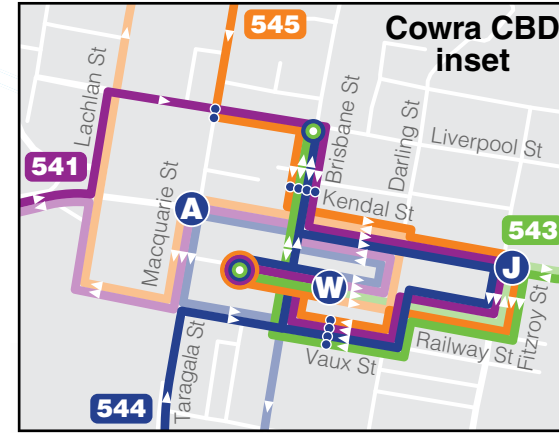 Cowra CBD
inset
545
Lachlan St
Brisbane St
Darling St
Liverpool St
541
Macquarie St
A
Kendal St
543
J
W
Fitzroy St
Railway St
Vaux St
Taragala St
544